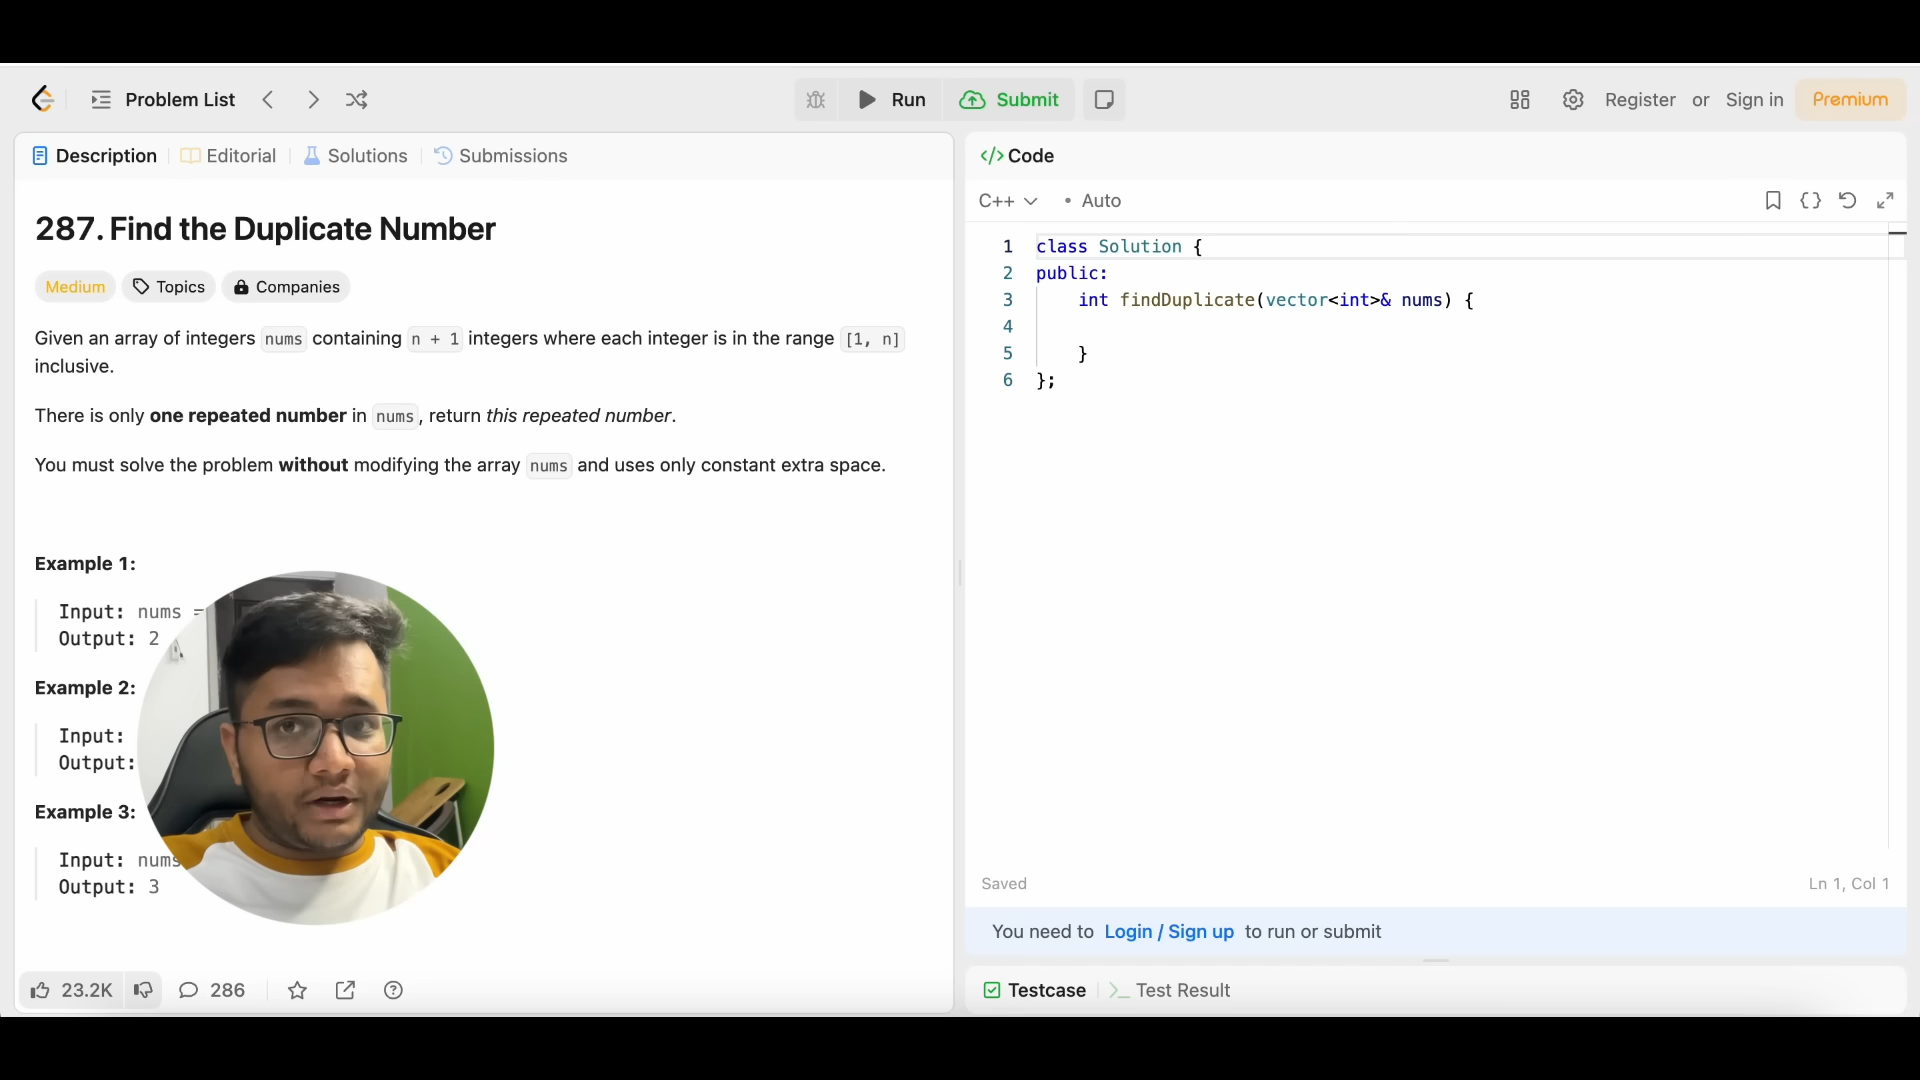 Problem List
Run
Submit
Register or Sign in
Premium
Description
Editorial
Solutions
Submissions
287. Find the Duplicate Number
Medium
Topics
Companies
Given an array of integers nums containing n + 1 integers where each integer is in the range [1, n]
inclusive.
There is only one repeated number in nums, return this repeated number.
You must solve the problem without modifying the array nums and uses only constant extra space.
Example 1:
Input: nums =
Output: 2
Example 2:
Input:
Output:
Example 3:
Input: nums
Output: 3
23.2K
286
</> Code
C++
• Auto
1 class Solution {
2 public:
3 int findDuplicate(vector<int>& nums) {
4
5 }
6 };
Saved
Ln 1, Col 1
You need to Login / Sign up to run or submit
Testcase
>_ Test Result